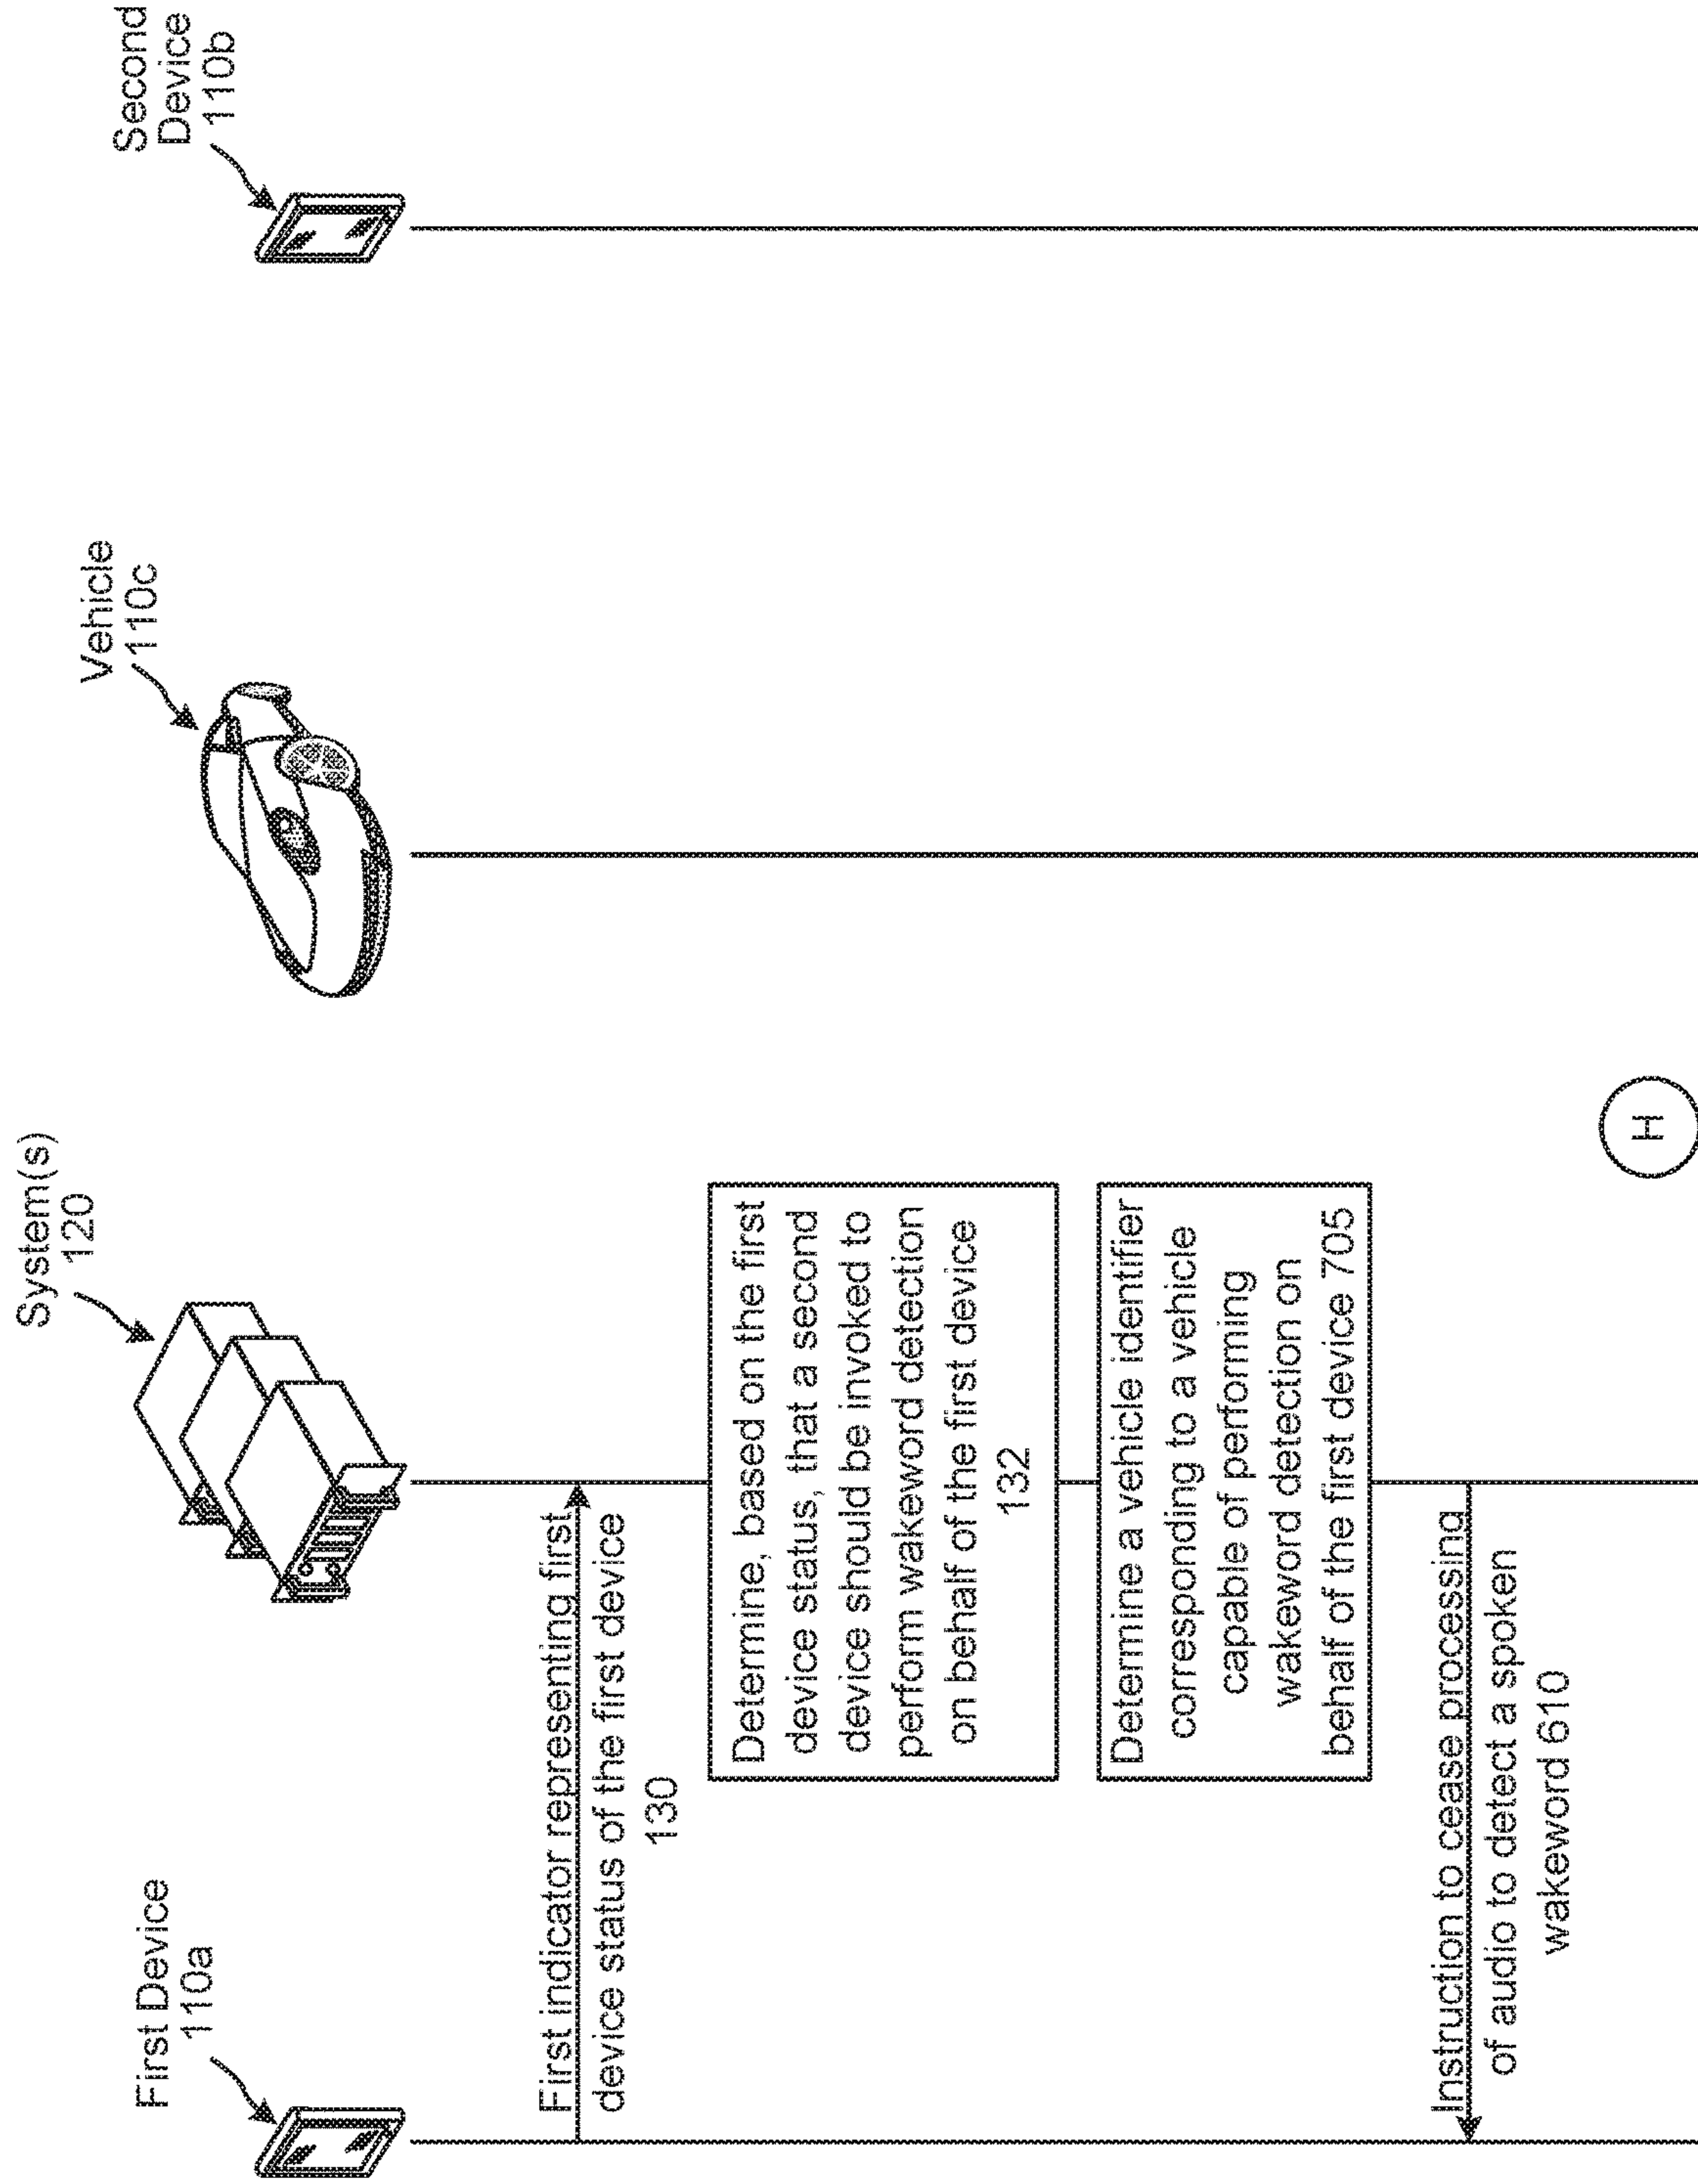 First Device
110a
System(s)
120
Vehicle
110c
Second
Device
110b
First indicator representing first
device status of the first device
130
Determine, based on the first
device status, that a second
device should be invoked to
perform wakeword detection
on behalf of the first device
132
Determine a vehicle identifier
corresponding to a vehicle
capable of performing
wakeword detection on
behalf of the first device 705
Instruction to cease processing
of audio to detect a spoken
wakeword 610
H